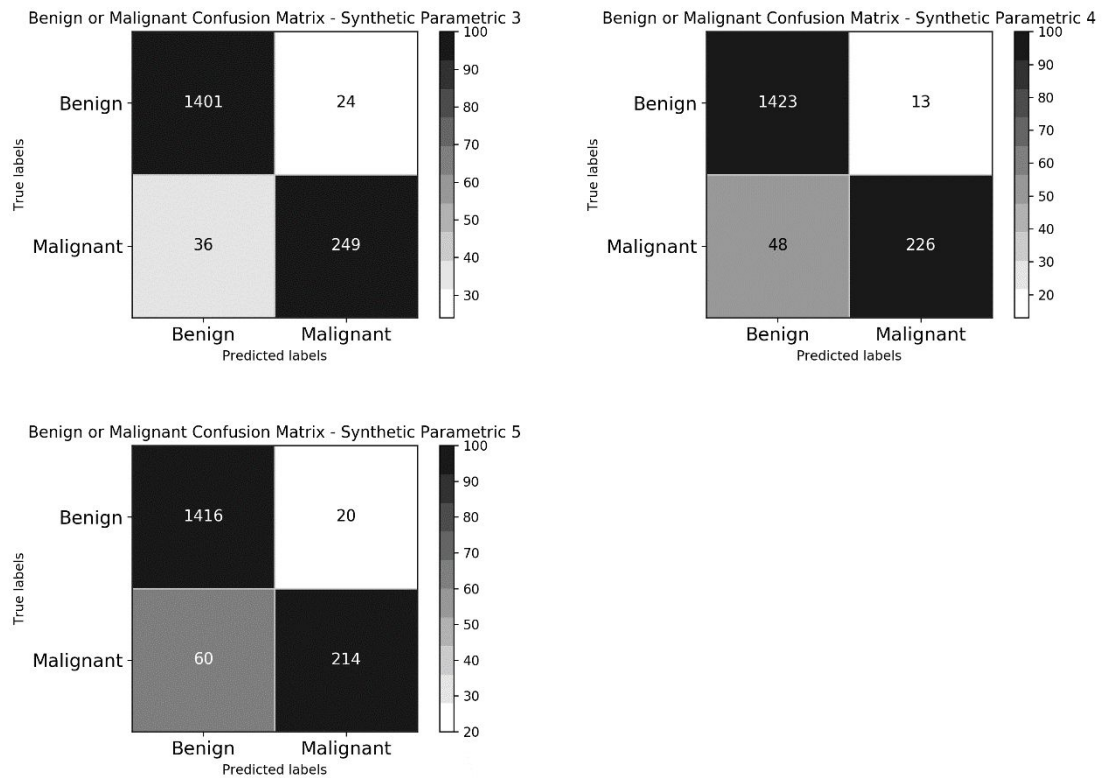 Benign or Malignant Confusion Matrix - Synthetic Parametric 3
100
90
80
70
60
50
40
30
Benign
Malignant
True labels
1401 24
36 249
Benign Malignant
Predicted labels
Benign or Malignant Confusion Matrix - Synthetic Parametric 4
100
90
80
70
60
50
40
30
20
Benign
Malignant
True labels
1423 13
48 226
Benign Malignant
Predicted labels
Benign or Malignant Confusion Matrix - Synthetic Parametric 5
100
90
80
70
60
50
40
30
20
Benign
Malignant
True labels
1416 20
60 214
Benign Malignant
Predicted labels